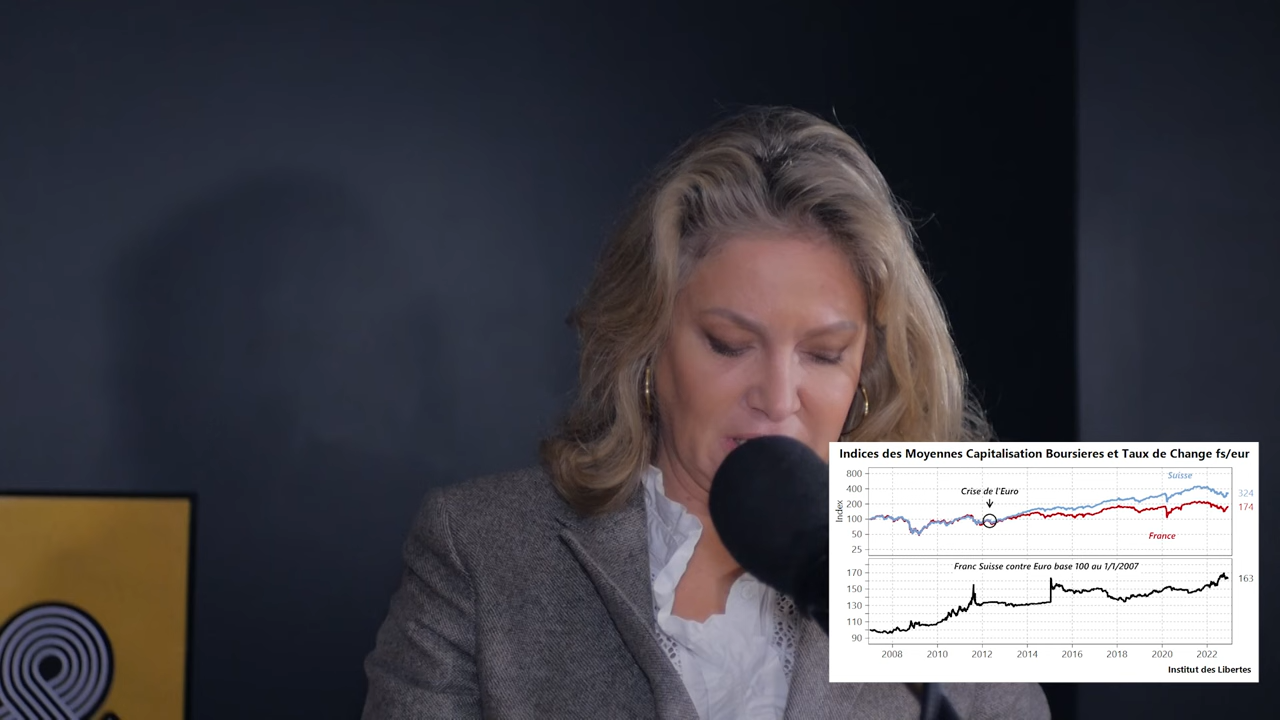 Indices des Moyennes Capitalisation Boursieres et Taux de Change fs/eur
800
400
200
100
50
25
Index
Crise de l'Euro
Suisse
324
174
France
Franc Suisse contre Euro base 100 au 1/1/2007
170
150
130
110
90
163
2008 2010 2012 2014 2016 2018 2020 2022
Institut des Libertes